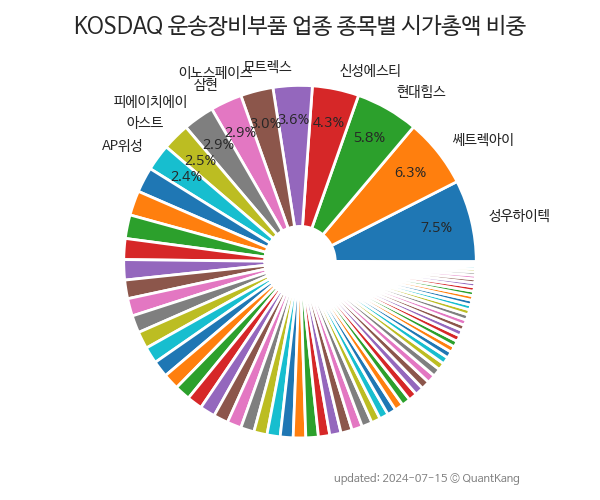 KOSDAQ 운송장비부품 업종 종목별 시가총액 비중
성우하이텍
7.5%
쎄트렉아이
6.3%
현대힘스
5.8%
신성에스티
4.3%
모트렉스
3.6%
이노스페이스
3.0%
삼현
2.9%
피에이치에이
2.9%
아스트
2.5%
AP위성
2.4%
updated: 2024-07-15 © QuantKang